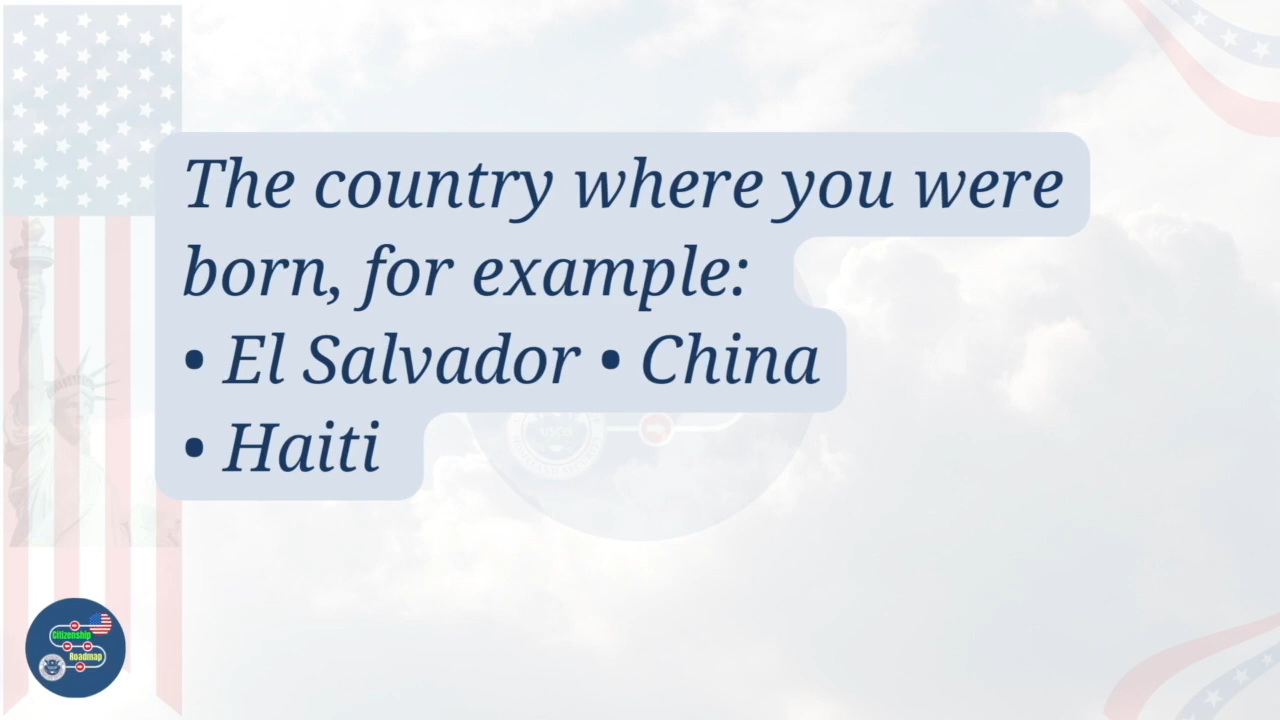 The country where you were
born, for example:
• El Salvador • China
• Haiti
Citizenship
Roadmap